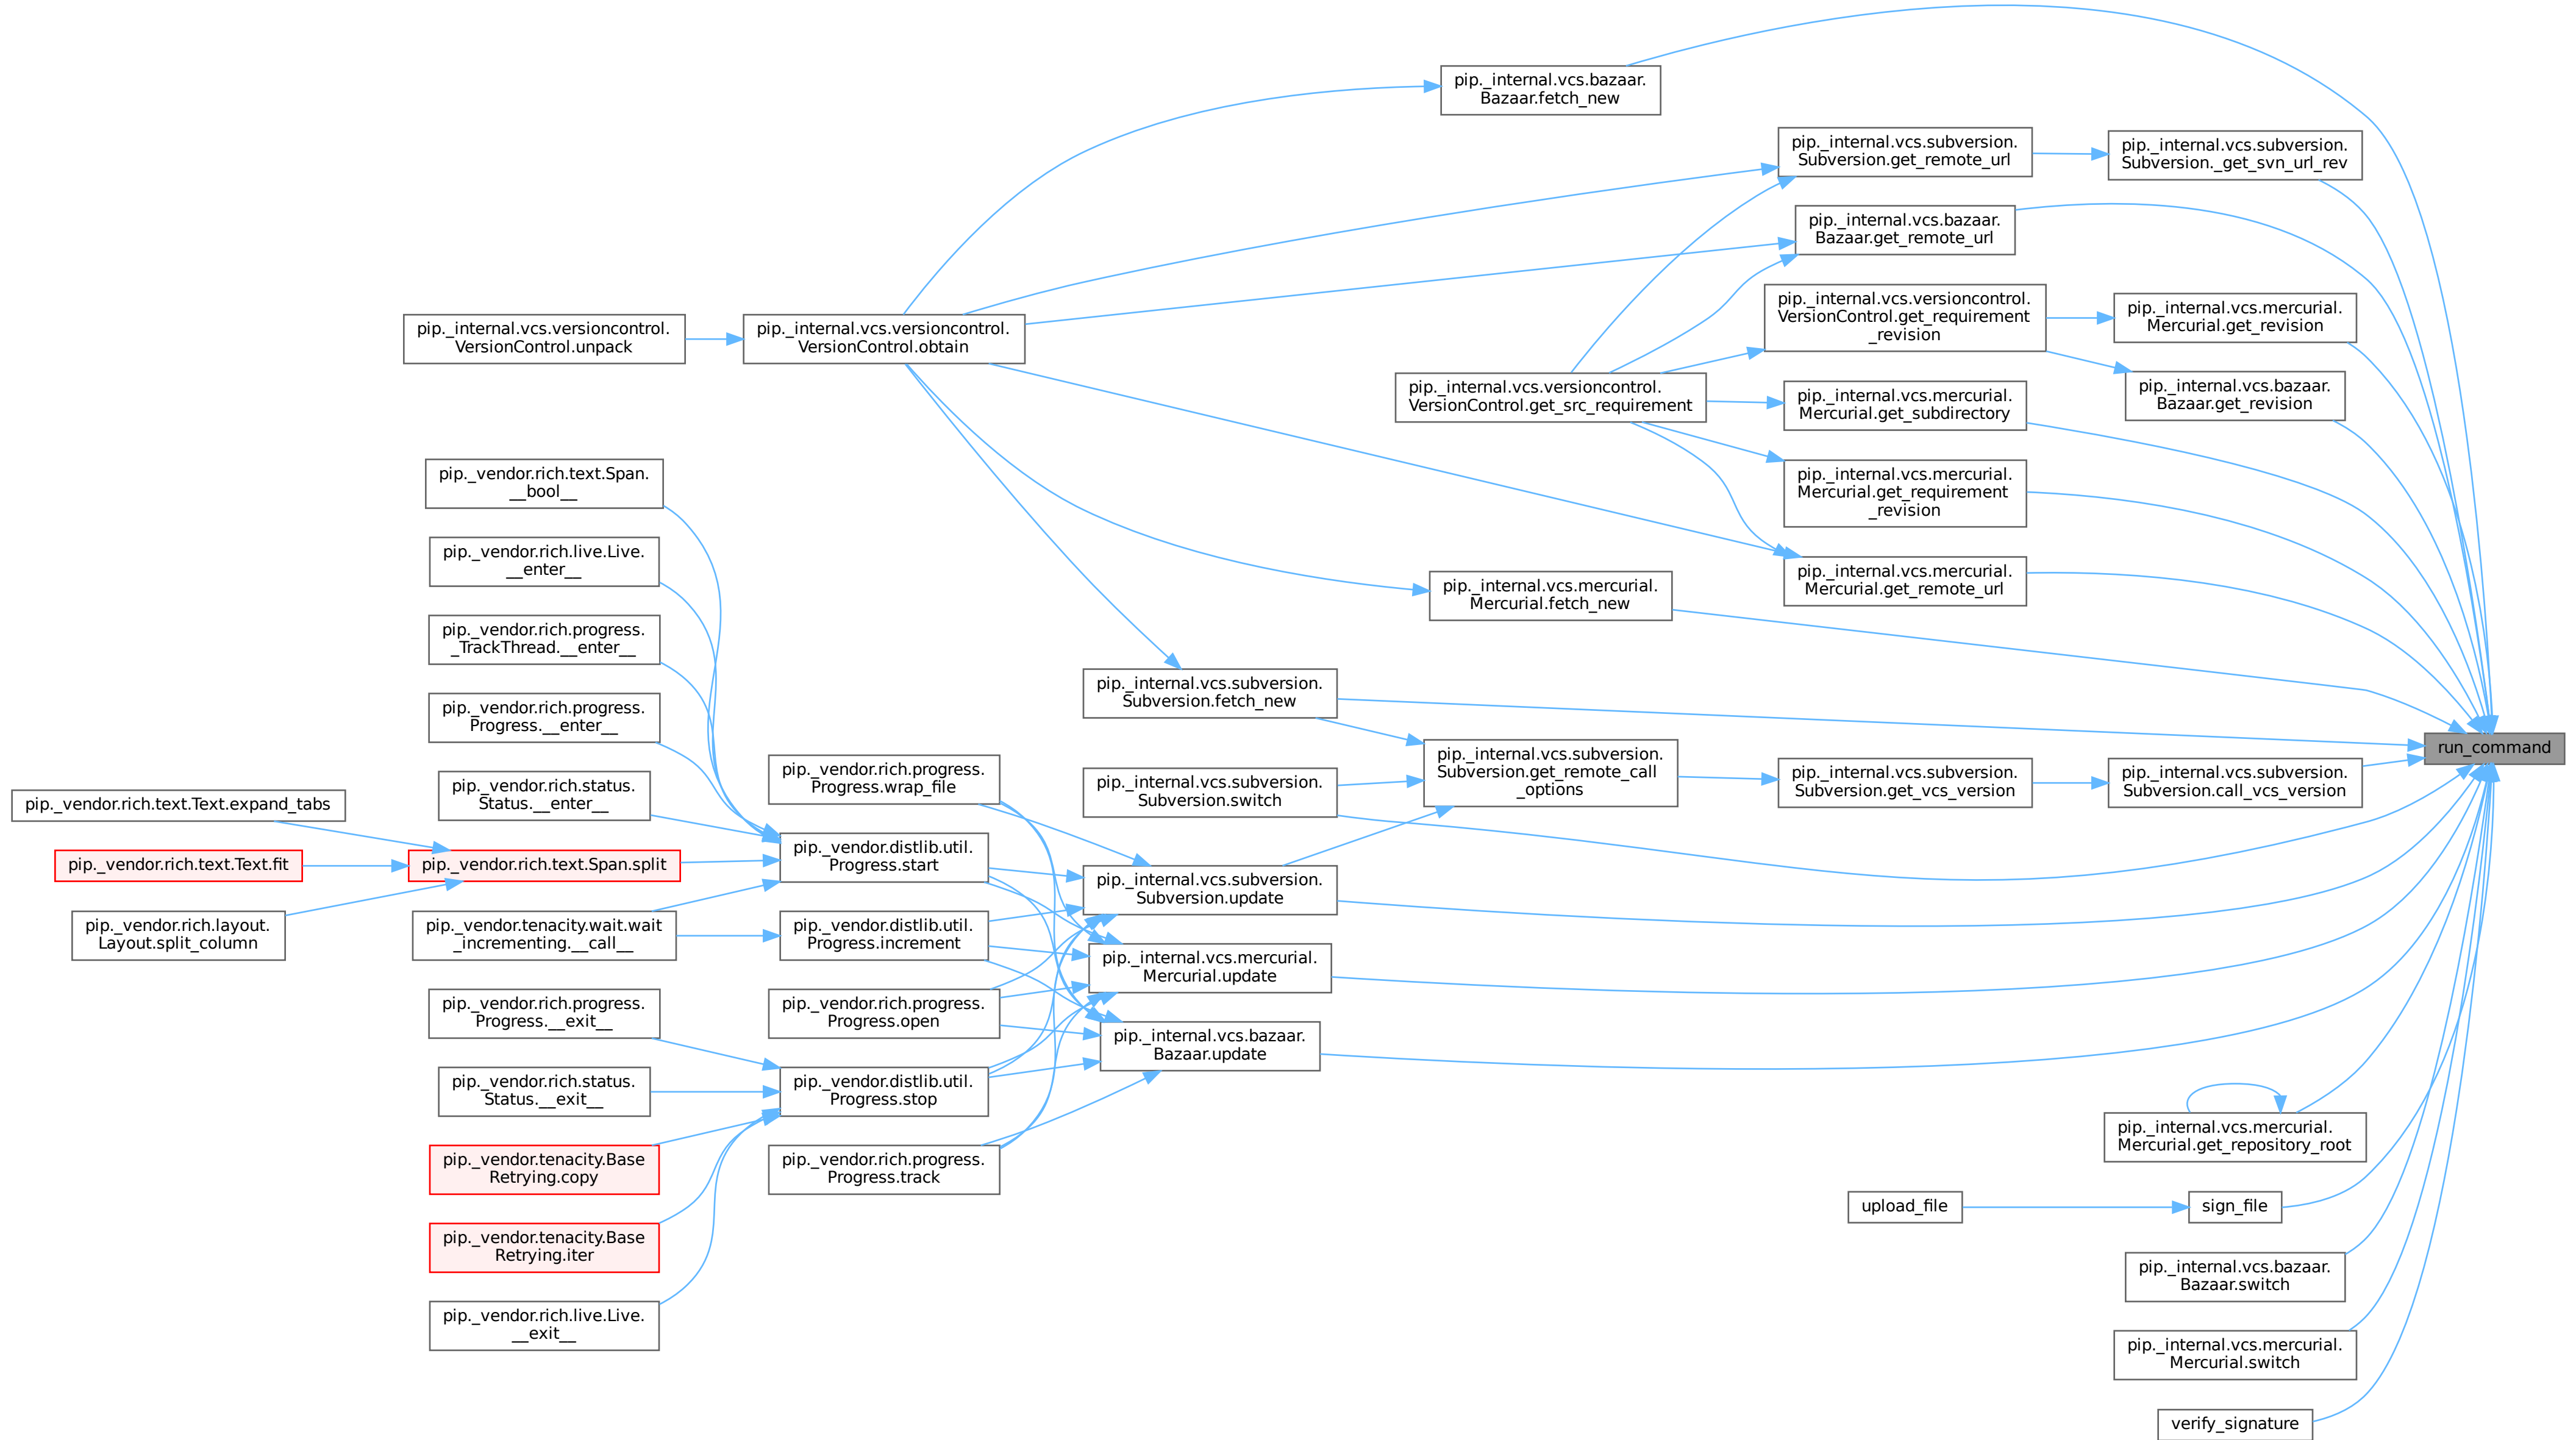 pip._internal.vcs.bazaar.
Bazaar.fetch_new
pip._internal.vcs.subversion.
Subversion.get_remote_url
pip._internal.vcs.subversion.
Subversion._get_svn_url_rev
pip._internal.vcs.bazaar.
Bazaar.get_remote_url
pip._internal.vcs.versioncontrol.
VersionControl.unpack
pip._internal.vcs.versioncontrol.
VersionControl.obtain
pip._internal.vcs.versioncontrol.
VersionControl.get_requirement
_revision
pip._internal.vcs.mercurial.
Mercurial.get_revision
pip._internal.vcs.versioncontrol.
VersionControl.get_src_requirement
pip._internal.vcs.mercurial.
Mercurial.get_subdirectory
pip._internal.vcs.bazaar.
Bazaar.get_revision
pip._vendor.rich.text.Span.
__bool__
pip._internal.vcs.mercurial.
Mercurial.get_requirement
_revision
pip._vendor.rich.live.Live.
__enter__
pip._internal.vcs.mercurial.
Mercurial.fetch_new
pip._internal.vcs.mercurial.
Mercurial.get_remote_url
pip._vendor.rich.progress.
_TrackThread.__enter__
pip._internal.vcs.subversion.
Subversion.fetch_new
pip._vendor.rich.progress.
Progress.__enter__
run_command
pip._vendor.rich.status.
Status.__enter__
pip._vendor.rich.progress.
Progress.wrap_file
pip._internal.vcs.subversion.
Subversion.switch
pip._internal.vcs.subversion.
Subversion.get_remote_call
_options
pip._internal.vcs.subversion.
Subversion.get_vcs_version
pip._internal.vcs.subversion.
Subversion.call_vcs_version
pip._vendor.rich.text.Text.expand_tabs
pip._vendor.rich.text.Text.fit
pip._vendor.rich.text.Span.split
pip._vendor.distlib.util.
Progress.start
pip._internal.vcs.subversion.
Subversion.update
pip._vendor.rich.layout.
Layout.split_column
pip._vendor.tenacity.wait.wait
_incrementing.__call__
pip._vendor.distlib.util.
Progress.increment
pip._internal.vcs.mercurial.
Mercurial.update
pip._vendor.rich.progress.
Progress.__exit__
pip._vendor.rich.progress.
Progress.open
pip._internal.vcs.bazaar.
Bazaar.update
pip._vendor.rich.status.
Status.__exit__
pip._vendor.distlib.util.
Progress.stop
pip._internal.vcs.mercurial.
Mercurial.get_repository_root
pip._vendor.tenacity.Base
Retrying.copy
pip._vendor.rich.progress.
Progress.track
upload_file
sign_file
pip._vendor.tenacity.Base
Retrying.iter
pip._internal.vcs.bazaar.
Bazaar.switch
pip._vendor.rich.live.Live.
__exit__
pip._internal.vcs.mercurial.
Mercurial.switch
verify_signature